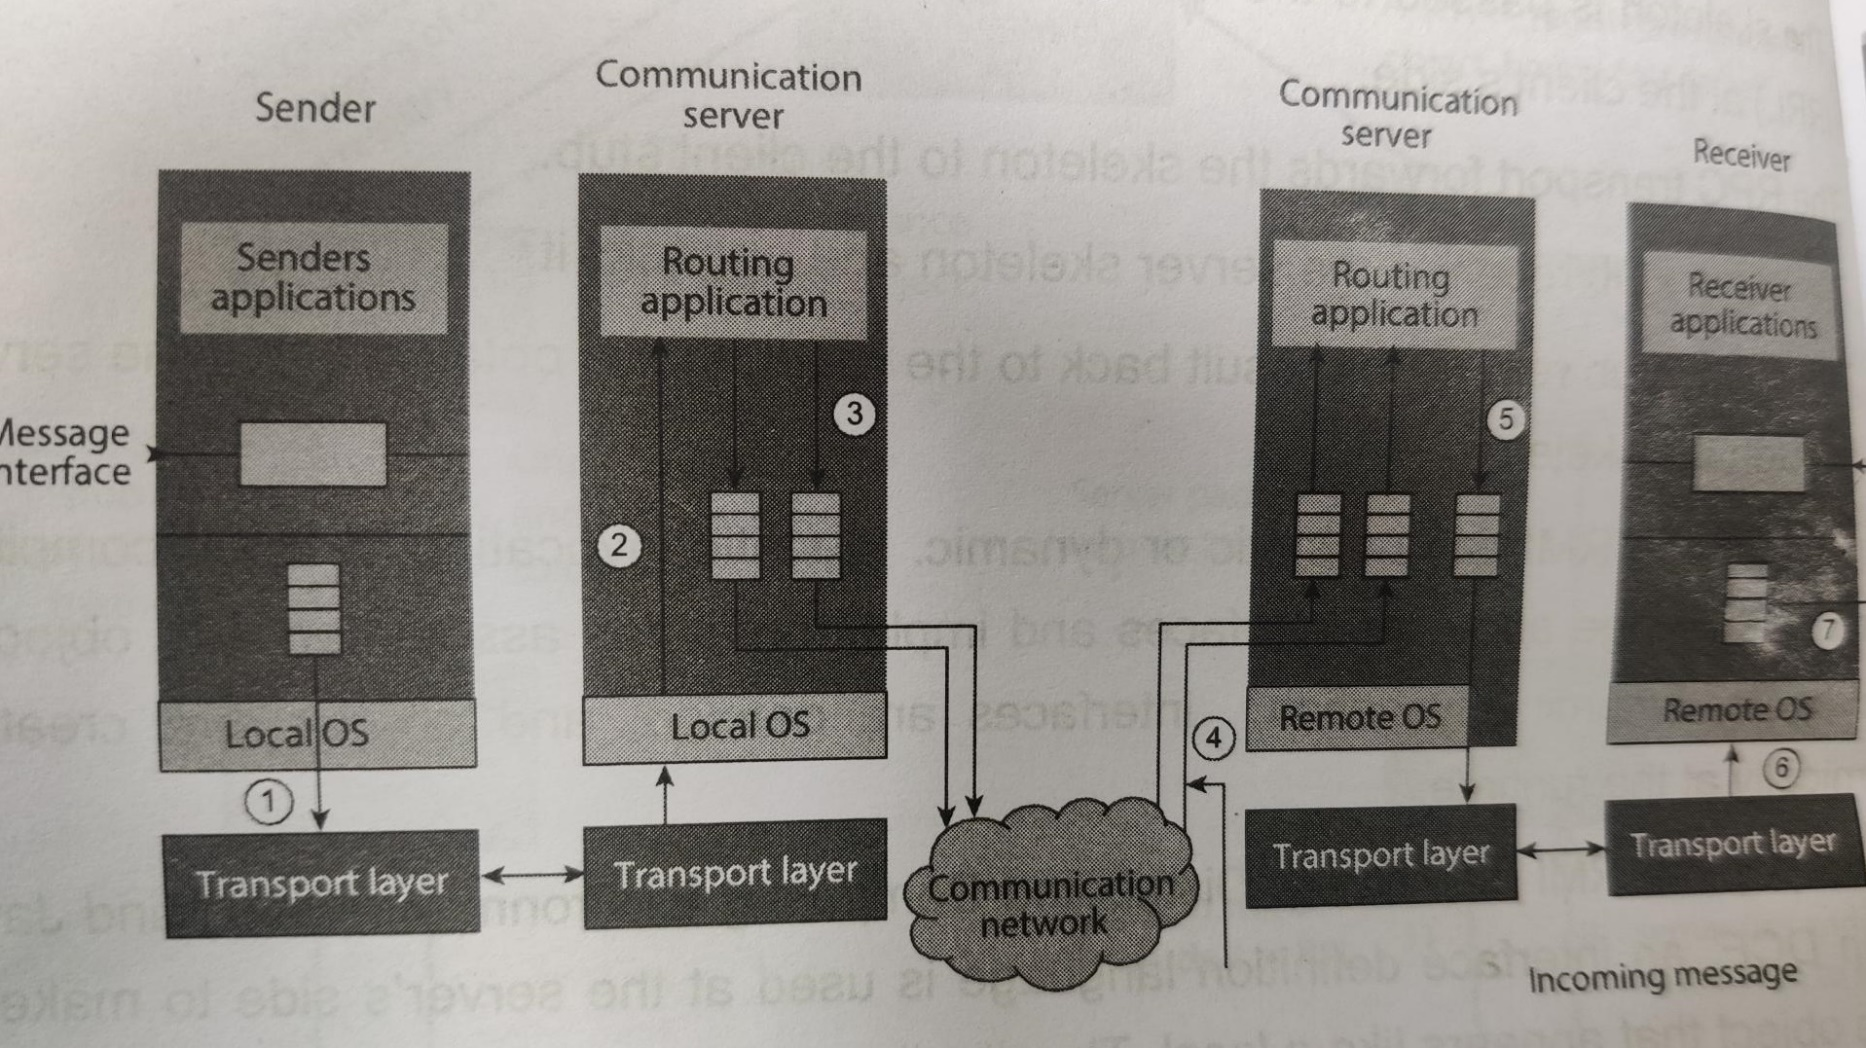 Sender
Communication
server
Communication
server
Receiver
Senders
applications
Routing
application
Routing
application
Receiver
applications
Message
nterface
3
5
2
7
Local OS
Local OS
4
Remote OS
Remote OS
1
6
Transport layer
Transport layer
Communication
network
Transport layer
Transport layer
Incoming message